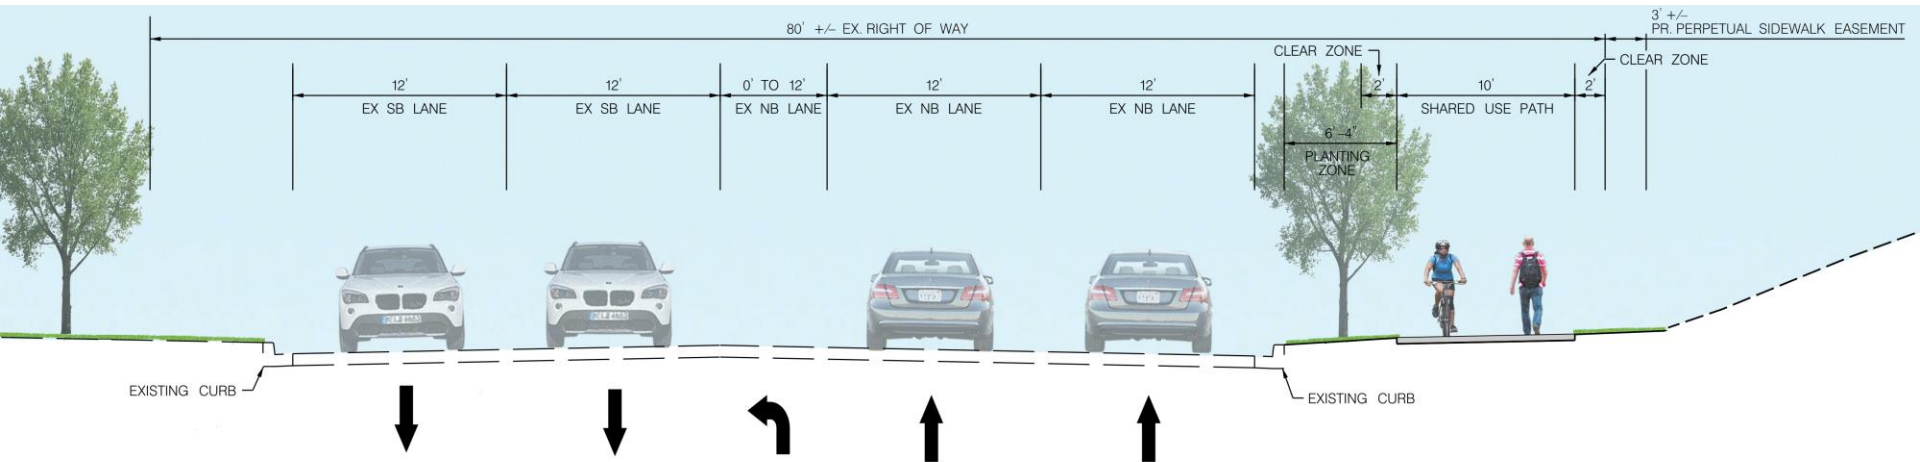 3' +/-
80' +/- EX. RIGHT OF WAY
PR. PERPETUAL SIDEWALK EASEMENT
CLEAR ZONE
CLEAR ZONE
12'
12'
0' TO 12'
12'
12'
2'
10'
2'
EX SB LANE
EX SB LANE
EX NB LANE
EX NB LANE
EX NB LANE
SHARED USE PATH
6'-4"
PLANTING
ZONE
EXISTING CURB
EXISTING CURB